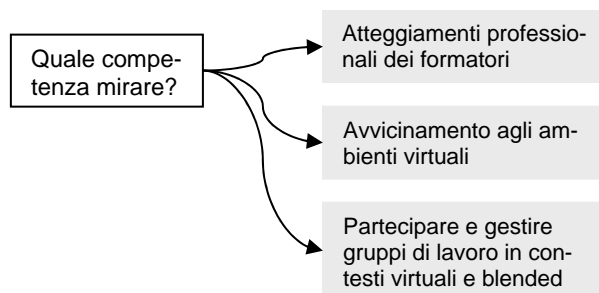 Quale compe-
tenza mirare?
Atteggiamenti professio-
nali dei formatori
Avvicinamento agli am-
bienti virtuali
Partecipare e gestire
gruppi di lavoro in con-
testi virtuali e blended